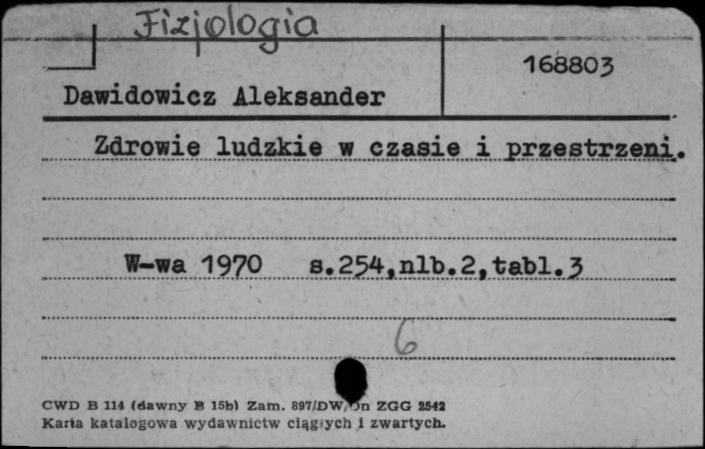 Fizjologia
168803
Dawidowicz Aleksander
Zdrowie ludzkie w czasie i przestrzeni.
W-wa 1970 s.254,nlb.2,tabl.3
6
CWD B 114 (dawny B 15b) Zam. 897/DW/Dn ZGG 2542
Karta katalogowa wydawnictw ciągłych i zwartych.